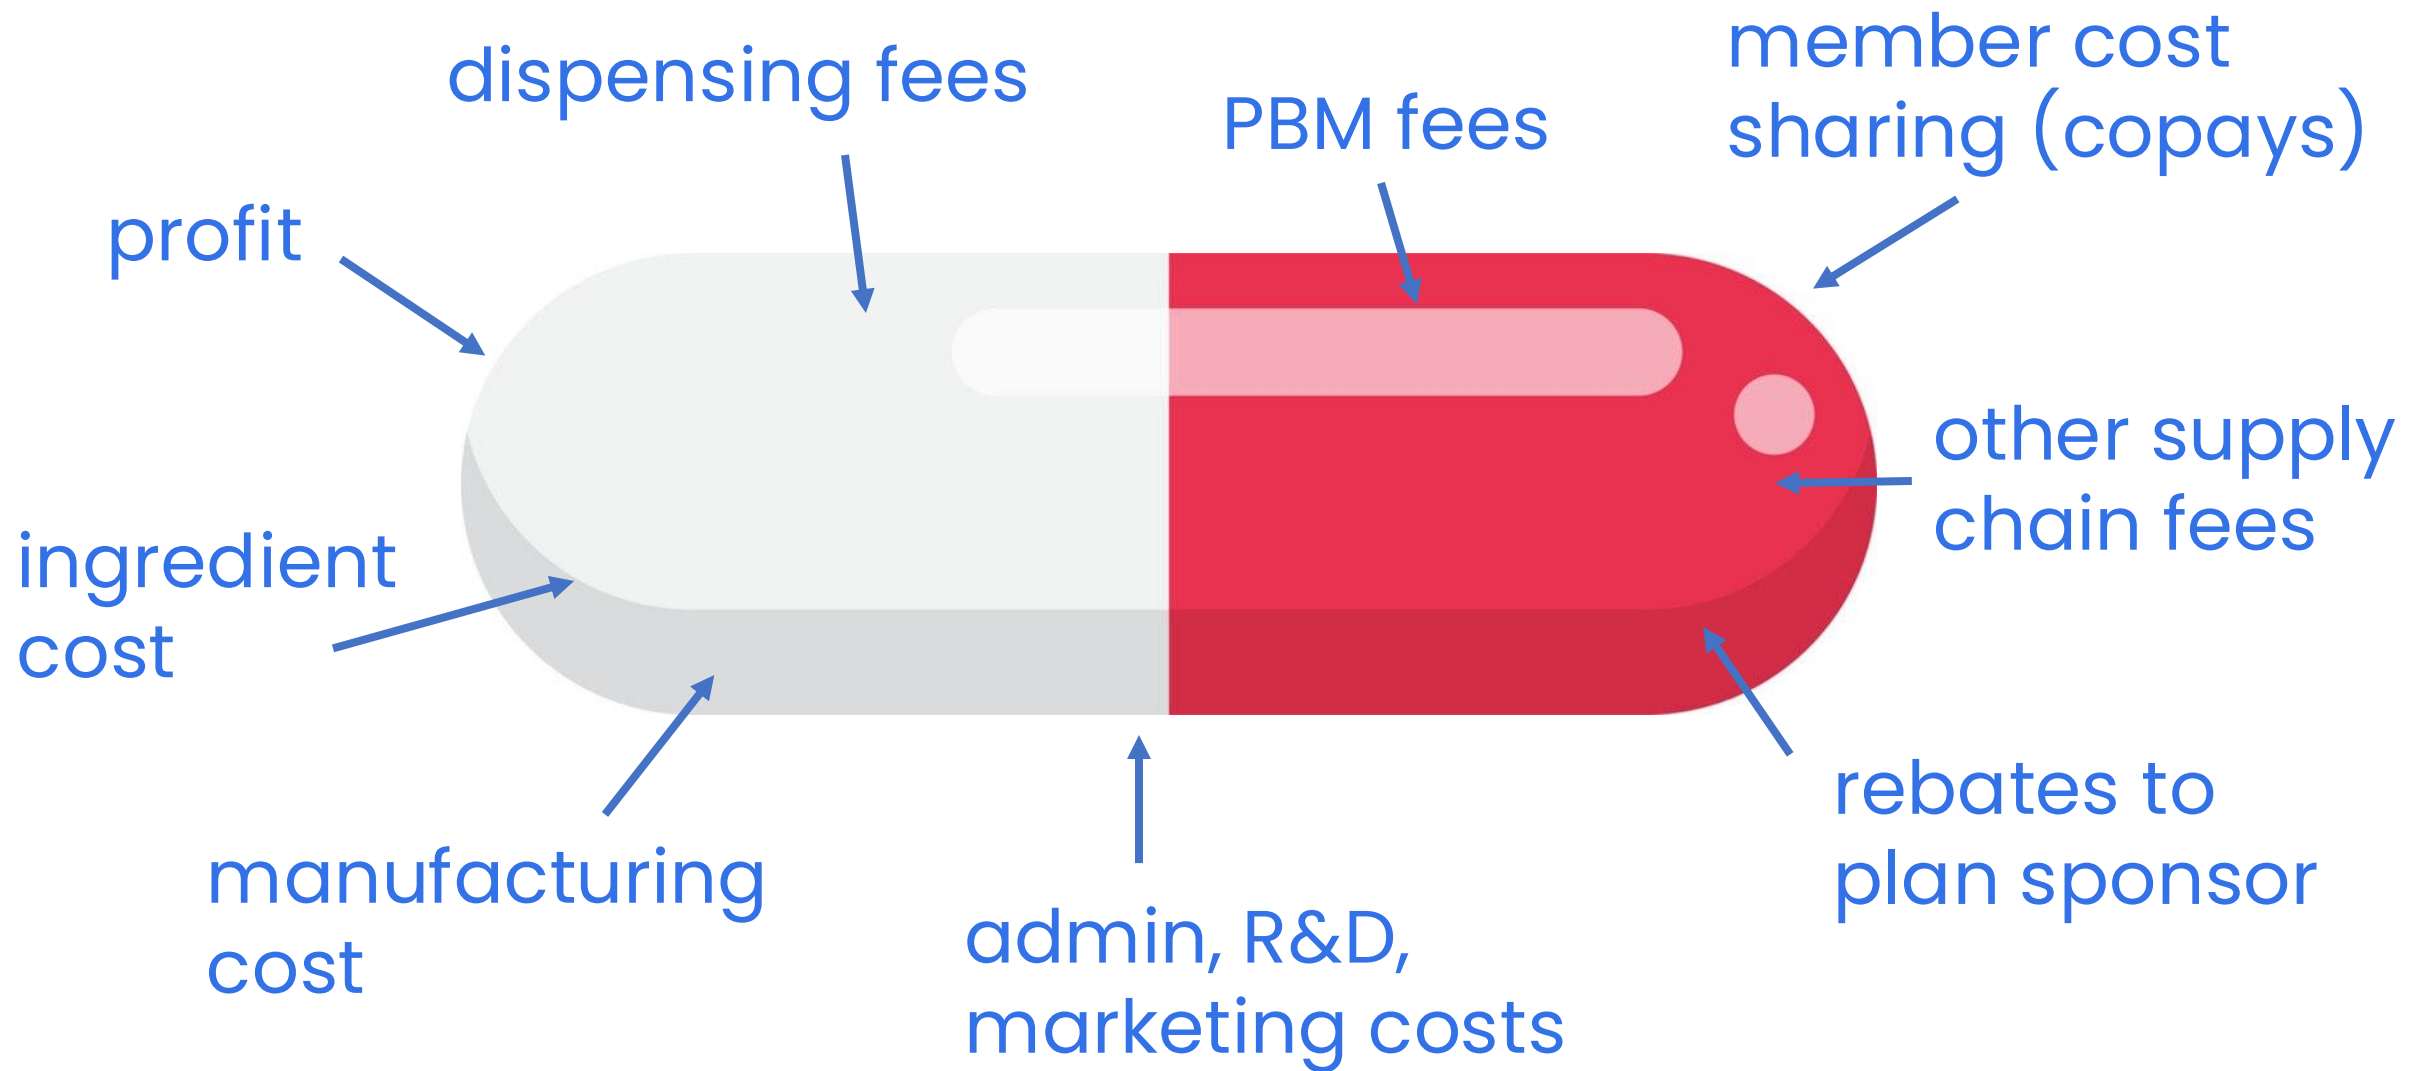 dispensing fees
PBM fees
member cost
sharing (copays)
profit
other supply
chain fees
ingredient
cost
rebates to
plan sponsor
manufacturing
cost
admin, R&D,
marketing costs